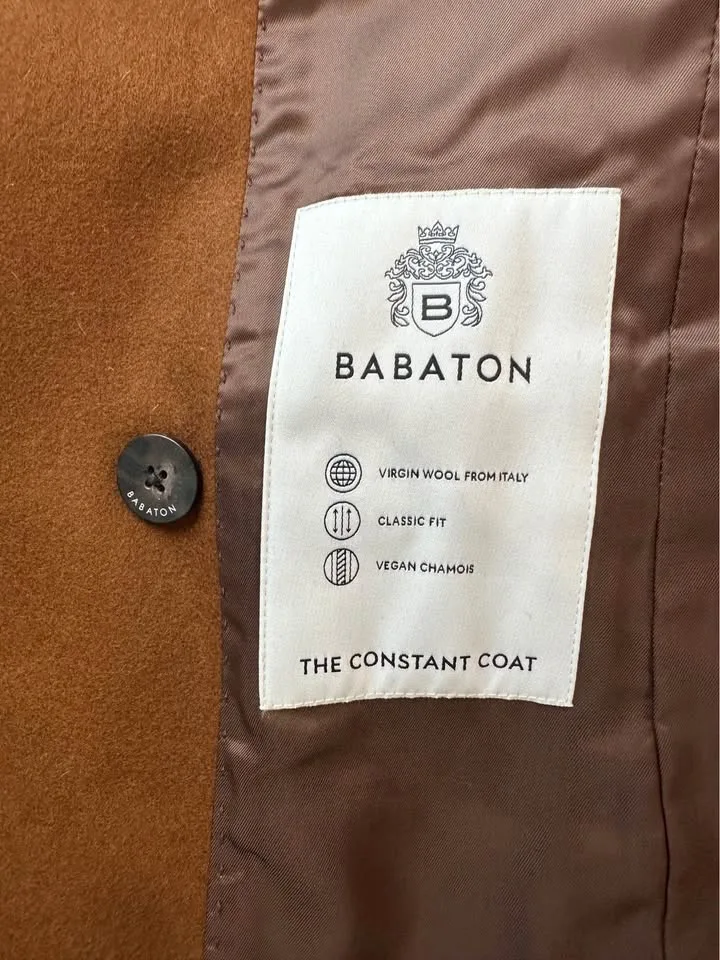 B
BABATON
VIRGIN WOOL FROM ITALY
CLASSIC FIT
VEGAN CHAMOIS
THE CONSTANT COAT
BABATON